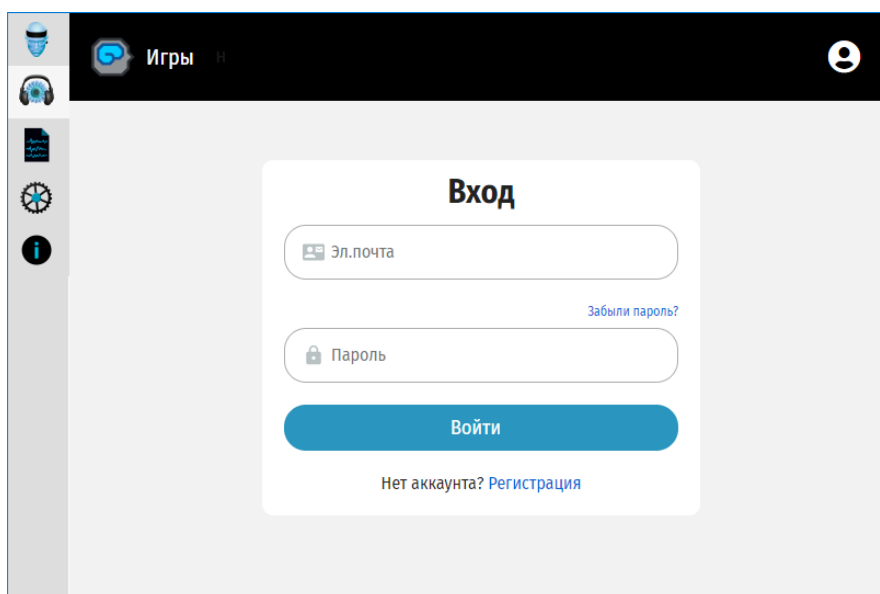 Игры н
Вход
Эл.почта
Забыли пароль?
Пароль
Войти
Нет аккаунта? Регистрация